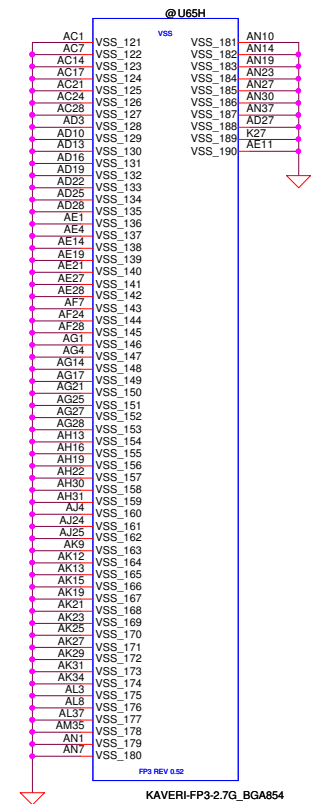 @U65H
VSS
AC1 VSS_121 VSS_181 AN10
AC7 VSS_122 VSS_182 AN14
AC14 VSS_123 VSS_183 AN19
AC17 VSS_124 VSS_184 AN23
AC21 VSS_125 VSS_185 AN27
AC24 VSS_126 VSS_186 AN30
AC28 VSS_127 VSS_187 AN37
AD3 VSS_128 VSS_188 AD27
AD10 VSS_129 VSS_189 K27
AD13 VSS_130 VSS_190 AE11
AD16 VSS_131
AD19 VSS_132
AD22 VSS_133
AD25 VSS_134
AD28 VSS_135
AE1 VSS_136
AE4 VSS_137
AE14 VSS_138
AE19 VSS_139
AE21 VSS_140
AE27 VSS_141
AE28 VSS_142
AF7 VSS_143
AF24 VSS_144
AF28 VSS_145
AG1 VSS_146
AG4 VSS_147
AG14 VSS_148
AG17 VSS_149
AG21 VSS_150
AG25 VSS_151
AG27 VSS_152
AG28 VSS_153
AH13 VSS_154
AH16 VSS_155
AH19 VSS_156
AH22 VSS_157
AH30 VSS_158
AH31 VSS_159
AJ4 VSS_160
AJ24 VSS_161
AJ25 VSS_162
AK9 VSS_163
AK12 VSS_164
AK13 VSS_165
AK15 VSS_166
AK19 VSS_167
AK21 VSS_168
AK23 VSS_169
AK25 VSS_170
AK27 VSS_171
AK29 VSS_172
AK31 VSS_173
AK34 VSS_174
AL3 VSS_175
AL8 VSS_176
AL37 VSS_177
AM35 VSS_178
AN1 VSS_179
AN7 VSS_180
FP3 REV 0.52
KAVERI-FP3-2.7G_BGA854